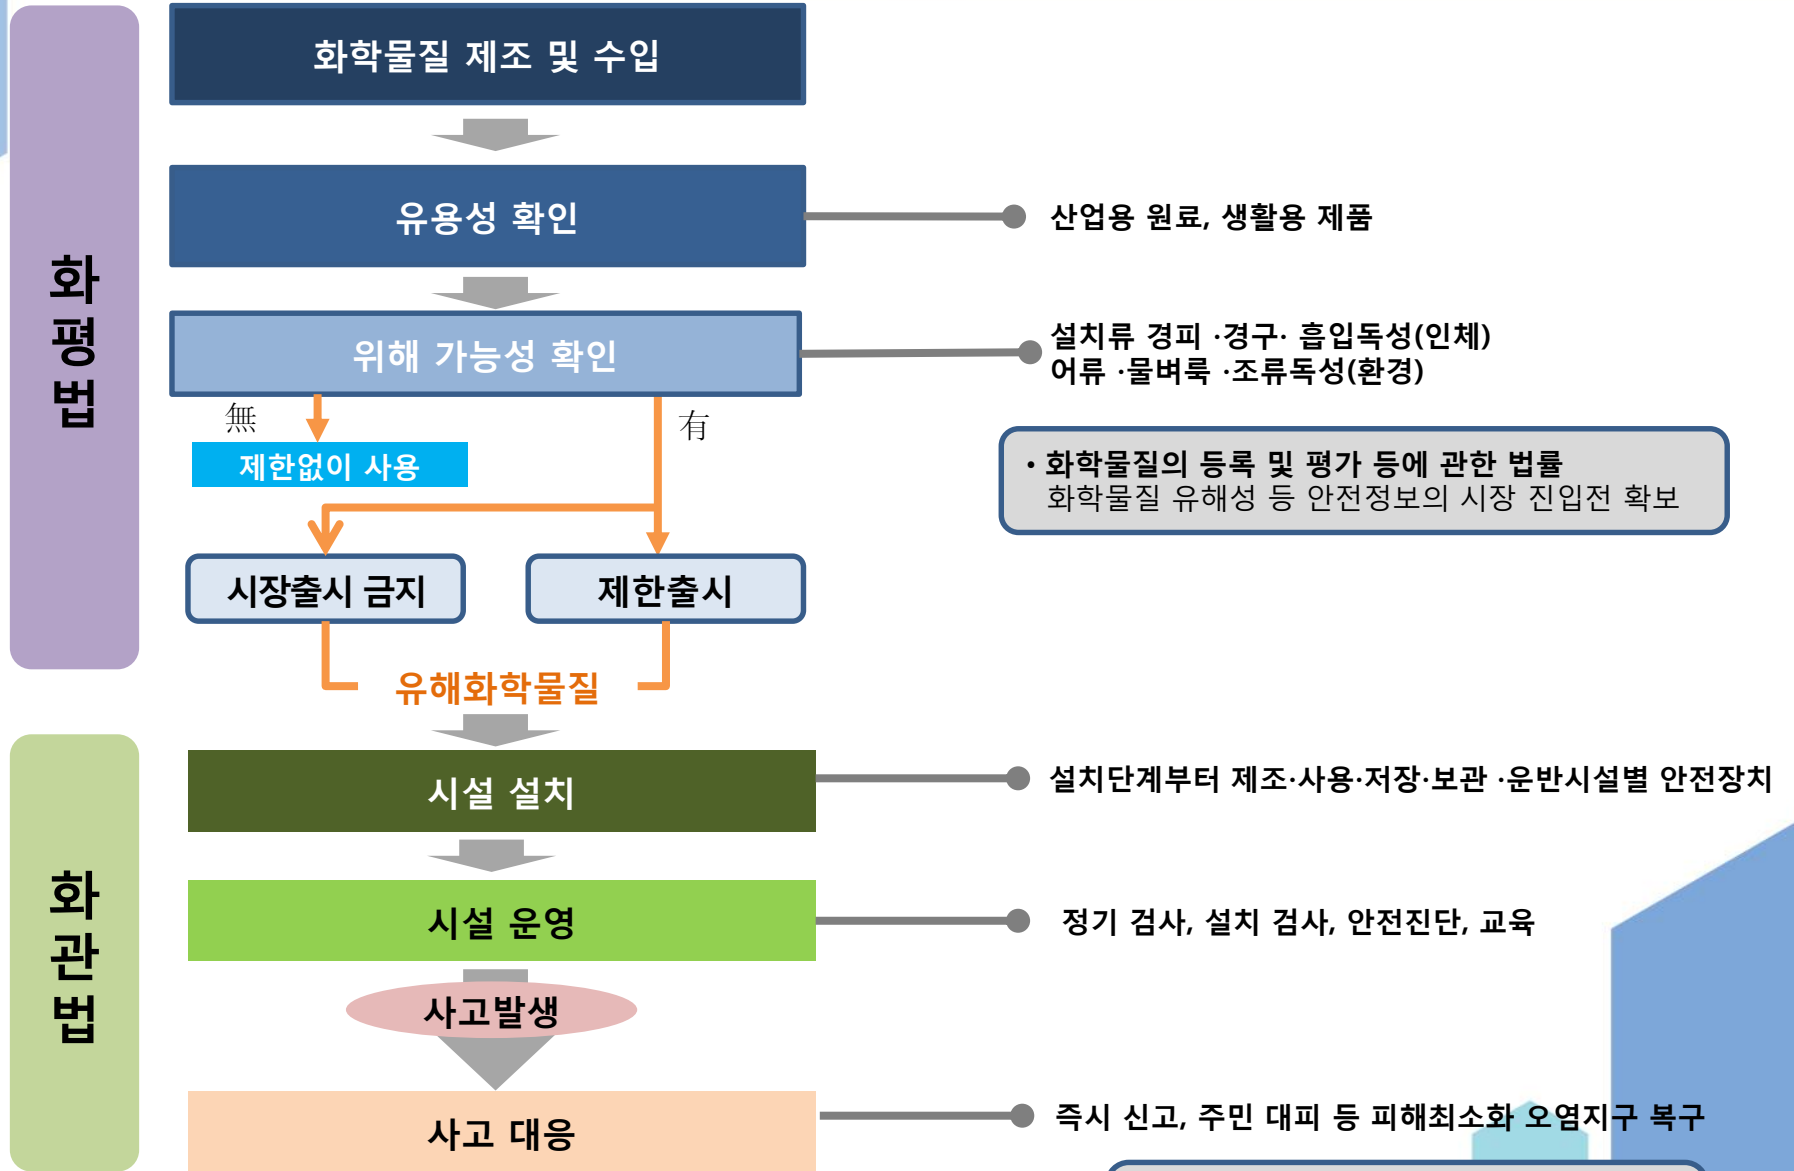 화평법
화학물질 제조 및 수입
유용성 확인
산업용 원료, 생활용 제품
위해 가능성 확인
설치류 경피 ·경구· 흡입독성(인체)
어류 ·물벼룩 ·조류독성(환경)
無
有
제한없이 사용
• 화학물질의 등록 및 평가 등에 관한 법률
화학물질 유해성 등 안전정보의 시장 진입전 확보
시장출시 금지
제한출시
유해화학물질
화관법
시설 설치
설치단계부터 제조·사용·저장·보관 ·운반시설별 안전장치
시설 운영
정기 검사, 설치 검사, 안전진단, 교육
사고발생
사고 대응
즉시 신고, 주민 대피 등 피해최소화 오염지구 복구